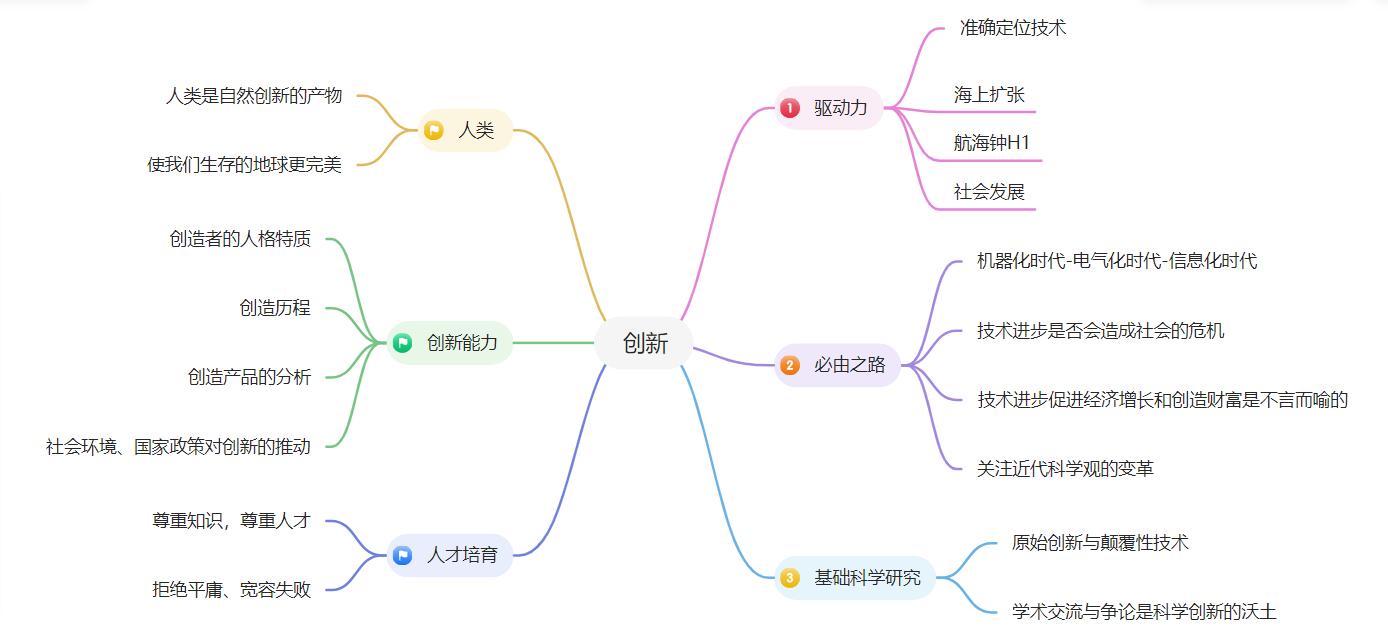 创新
1
驱动力
准确定位技术
海上扩张
航海钟H1
社会发展
2
必由之路
机器化时代-电气化时代-信息化时代
技术进步是否会造成社会的危机
技术进步促进经济增长和创造财富是不言而喻的
关注近代科学观的变革
3
基础科学研究
原始创新与颠覆性技术
学术交流与争论是科学创新的沃土
人类
人类是自然创新的产物
使我们生存的地球更完美
创新能力
创造者的人格特质
创造历程
创造产品的分析
社会环境、国家政策对创新的推动
人才培育
尊重知识，尊重人才
拒绝平庸、宽容失败